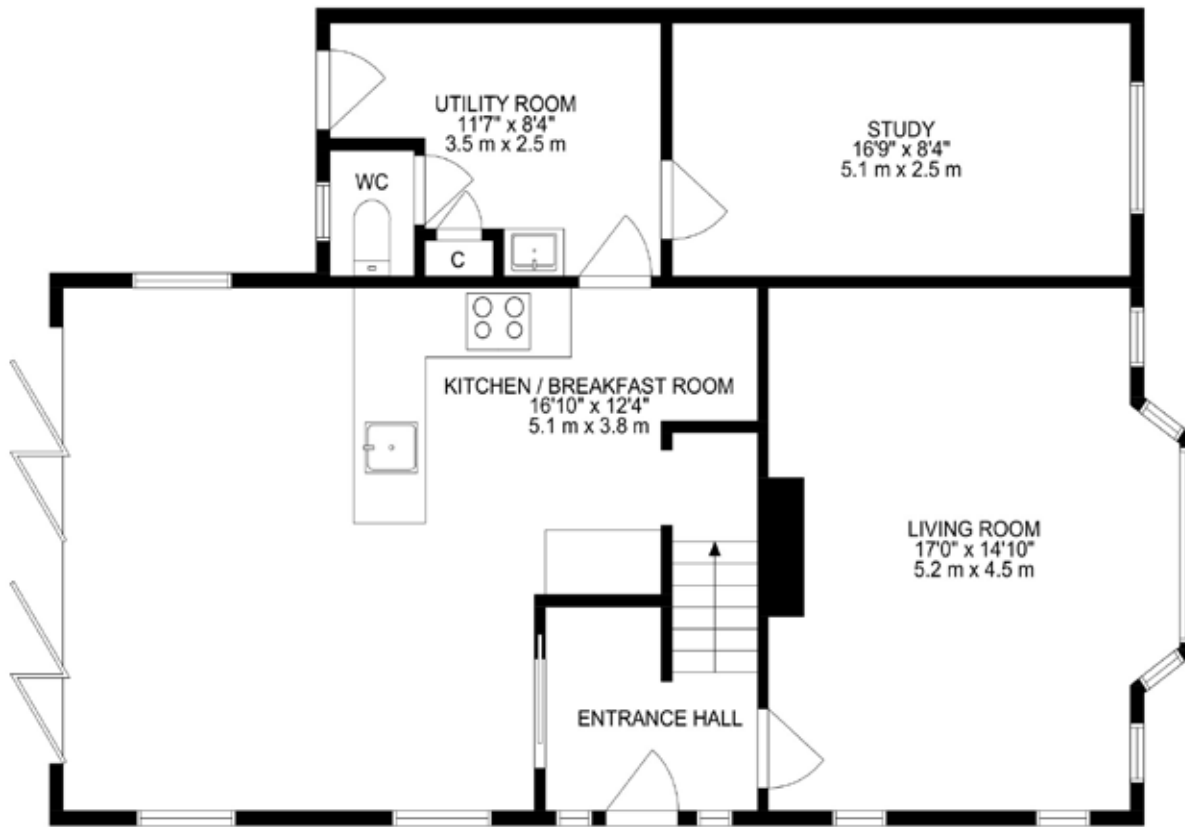 UTILITY ROOM
11'7" x 8'4"
3.5 m x 2.5 m
STUDY
16'9" x 8'4"
5.1 m x 2.5 m
WC
C
KITCHEN / BREAKFAST ROOM
16'10" x 12'4"
5.1 m x 3.8 m
LIVING ROOM
17'0" x 14'10"
5.2 m x 4.5 m
ENTRANCE HALL